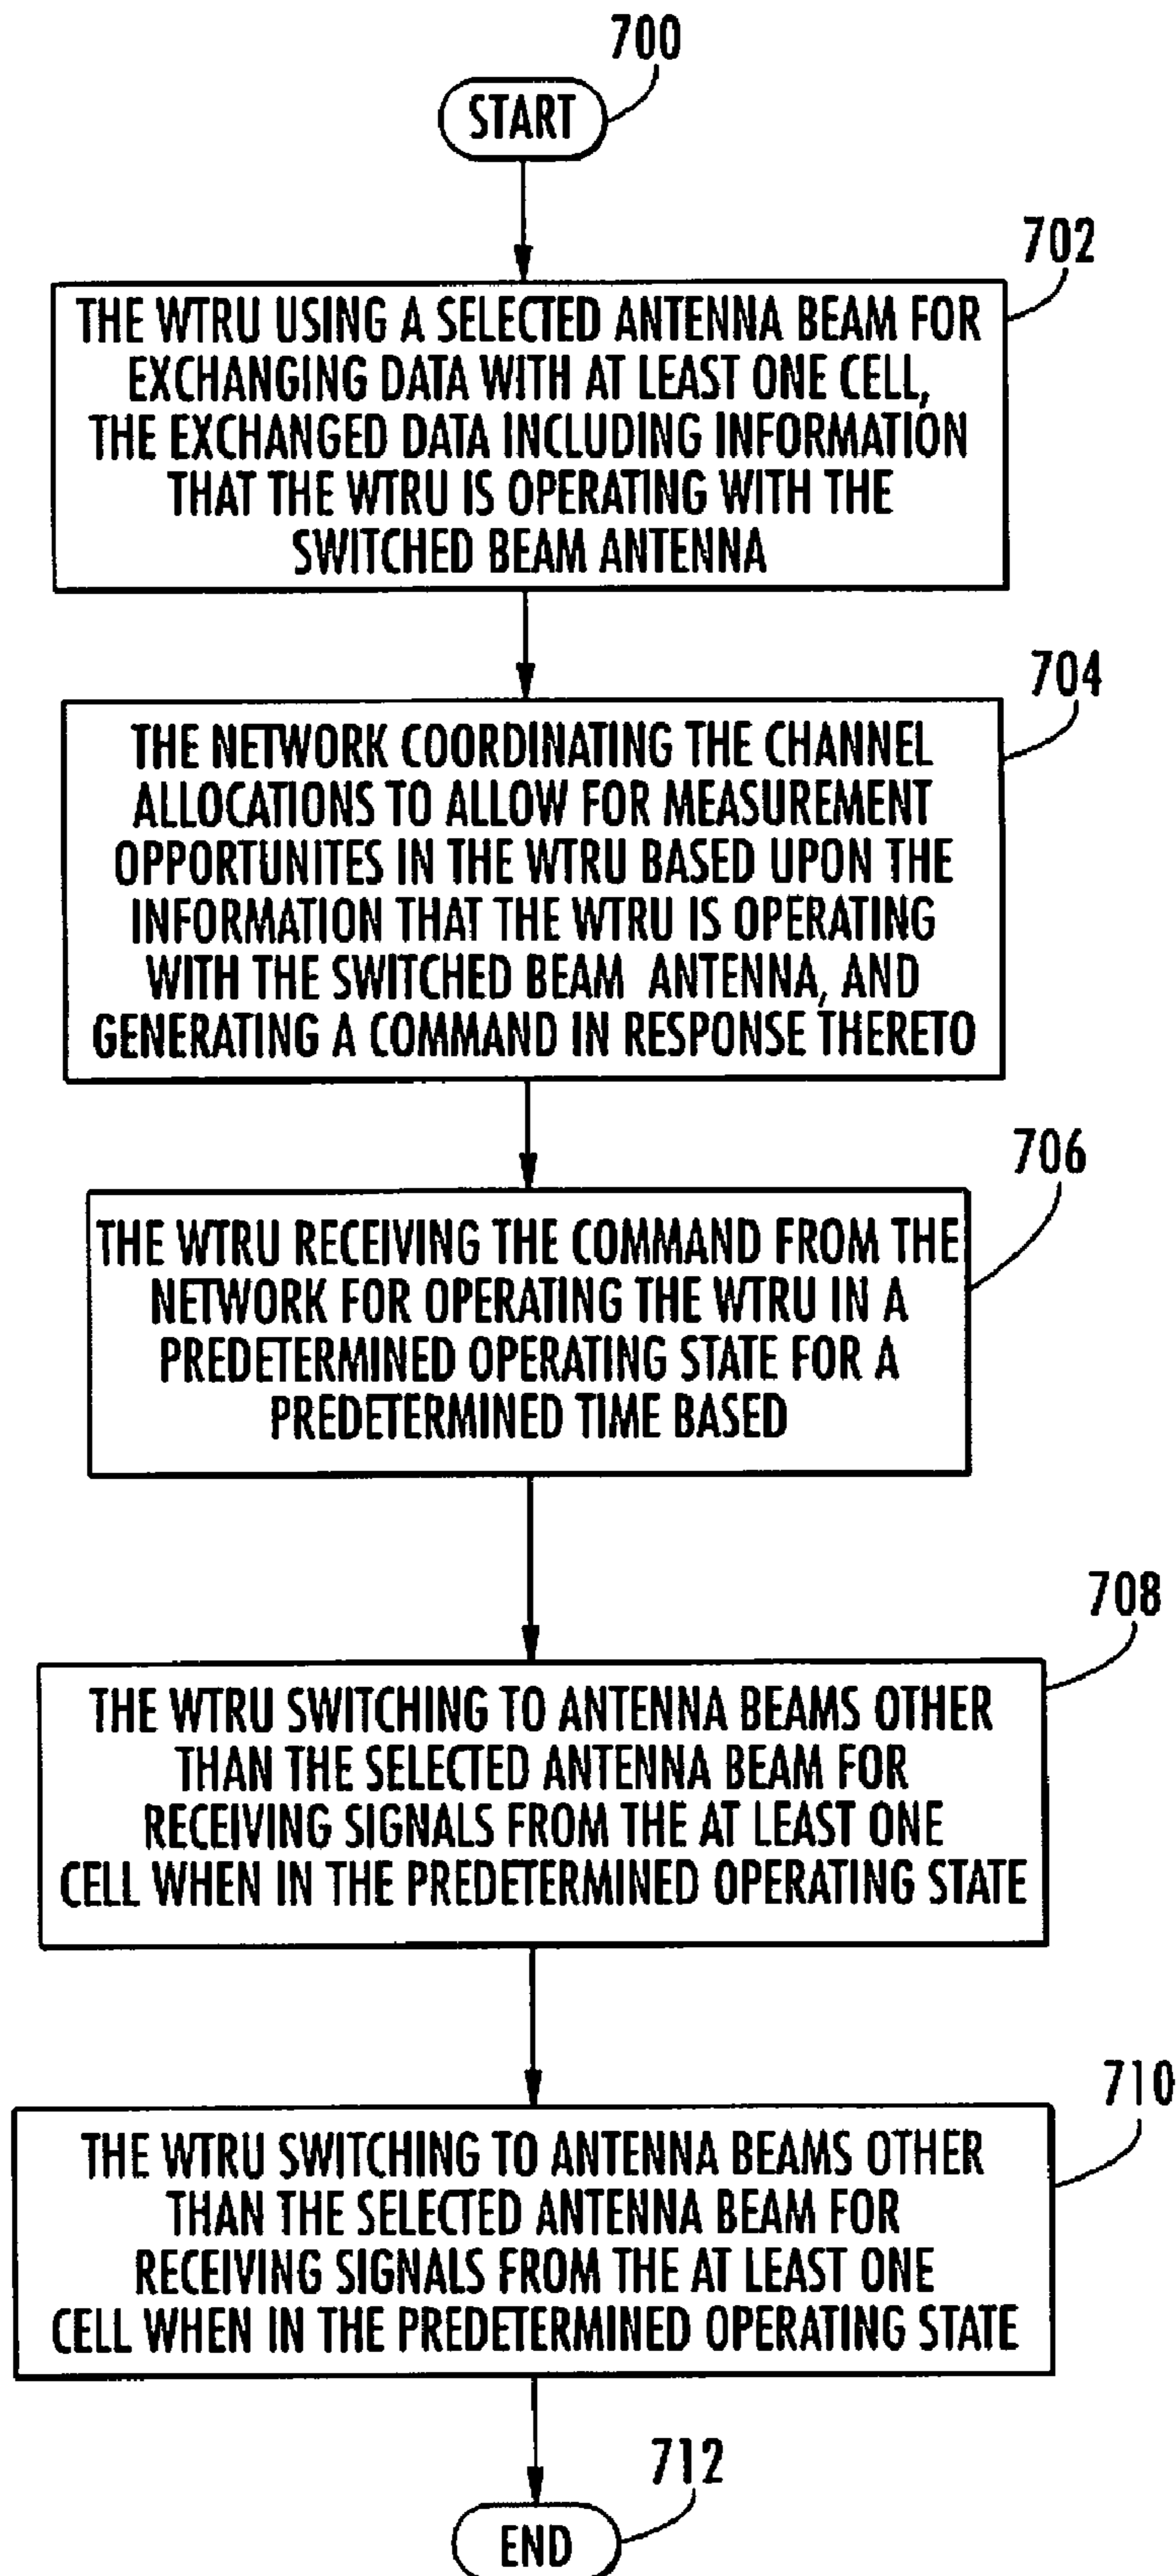 700
START
702
THE WTRU USING A SELECTED ANTENNA BEAM FOR
EXCHANGING DATA WITH AT LEAST ONE CELL,
THE EXCHANGED DATA INCLUDING INFORMATION
THAT THE WTRU IS OPERATING WITH THE
SWITCHED BEAM ANTENNA
704
THE NETWORK COORDINATING THE CHANNEL
ALLOCATIONS TO ALLOW FOR MEASUREMENT
OPPORTUNITES IN THE WTRU BASED UPON THE
INFORMATION THAT THE WTRU IS OPERATING
WITH THE SWITCHED BEAM ANTENNA, AND
GENERATING A COMMAND IN RESPONSE THERETO
706
THE WTRU RECEIVING THE COMMAND FROM THE
NETWORK FOR OPERATING THE WTRU IN A
PREDETERMINED OPERATING STATE FOR A
PREDETERMINED TIME BASED
708
THE WTRU SWITCHING TO ANTENNA BEAMS OTHER
THAN THE SELECTED ANTENNA BEAM FOR
RECEIVING SIGNALS FROM THE AT LEAST ONE
CELL WHEN IN THE PREDETERMINED OPERATING STATE
710
THE WTRU SWITCHING TO ANTENNA BEAMS OTHER
THAN THE SELECTED ANTENNA BEAM FOR
RECEIVING SIGNALS FROM THE AT LEAST ONE
CELL WHEN IN THE PREDETERMINED OPERATING STATE
712
END